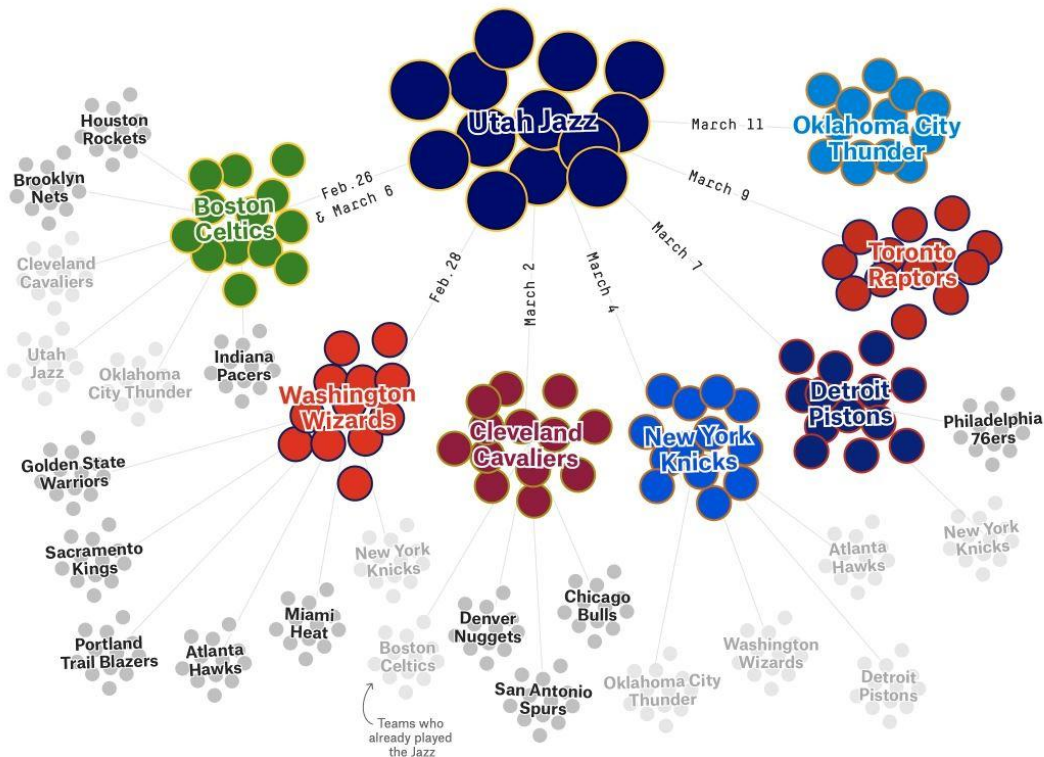 Utah Jazz
March 11
Oklahoma City
Thunder
Houston
Rockets
Brooklyn
Nets
Feb.26
& March 6
Boston
Celtics
March 9
Toronto
Raptors
Cleveland
Cavaliers
Feb.28
March 2
March 4
March 7
Utah
Jazz
Oklahoma
City Thunder
Indiana
Pacers
Washington
Wizards
Cleveland
Cavaliers
New York
Knicks
Detroit
Pistons
Philadelphia
76ers
Golden State
Warriors
Sacramento
Kings
New York
Knicks
Atlanta
Hawks
New York
Knicks
Portland
Trail Blazers
Atlanta
Hawks
Miami
Heat
Boston
Celtics
Denver
Nuggets
Chicago
Bulls
San Antonio
Spurs
Oklahoma City
Thunder
Washington
Wizards
Detroit
Pistons
Teams who
already played
the Jazz